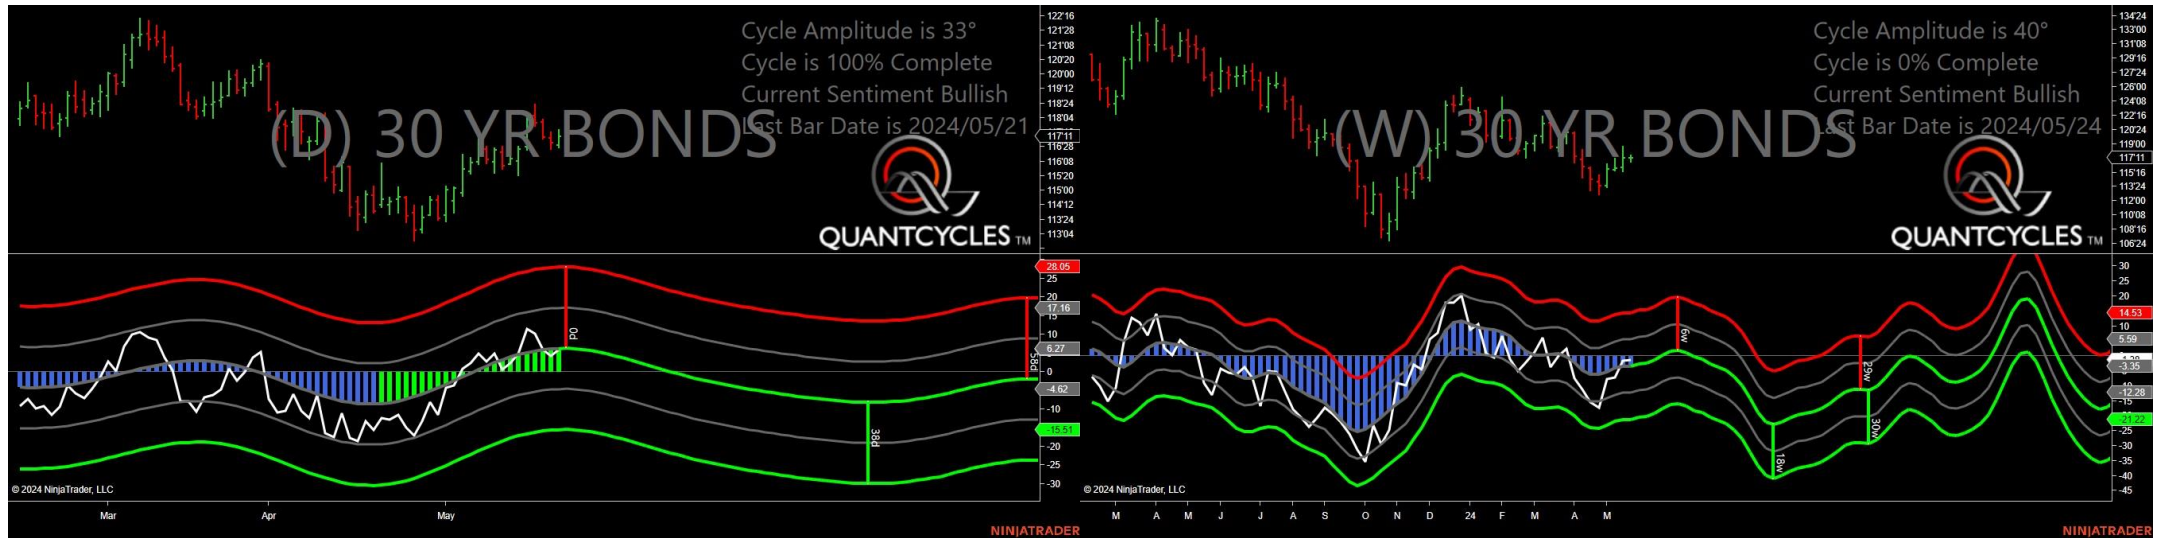 Cycle Amplitude is 33°
Cycle is 100% Complete
Current Sentiment Bullish
Last Bar Date is 2024/05/21
(D) 30 YR BONDS
QUANTCYCLES TM
122'16
121'28
121'08
120'20
120'00
119'12
118'24
118'04
117'11
116'28
116'08
115'20
115'00
114'12
113'24
113'04
28.05
25
20
17.16
15
10
6.27
0
-4.62
-10
-15.51
-20
-25
-30
0d
38d
58d
© 2024 NinjaTrader, LLC
Mar
Apr
May
NINJATRADER
Cycle Amplitude is 40°
Cycle is 0% Complete
Current Sentiment Bullish
Last Bar Date is 2024/05/24
(W) 30 YR BONDS
QUANTCYCLES TM
134'24
133'00
131'08
129'16
127'24
126'00
124'08
122'16
120'24
119'00
117'11
115'16
113'24
112'00
110'08
108'16
106'24
30
25
20
14.53
10
5.59
-3.35
-12.28
-15
-21.22
-25
-30
-35
-40
-45
6w
18w
29w
30w
© 2024 NinjaTrader, LLC
M A M J J A S O N D 24 F M A M
NINJATRADER